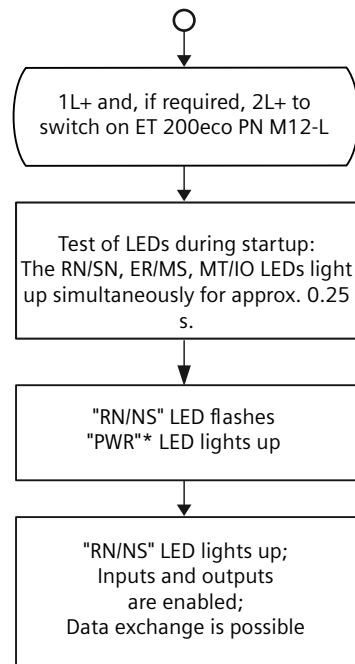 1L+ and, if required, 2L+ to
switch on ET 200eco PN M12-L
Test of LEDs during startup:
The RN/SN, ER/MS, MT/IO LEDs light
up simultaneously for approx. 0.25
s.
"RN/NS" LED flashes
"PWR"* LED lights up
"RN/NS" LED lights up;
Inputs and outputs
are enabled;
Data exchange is possible